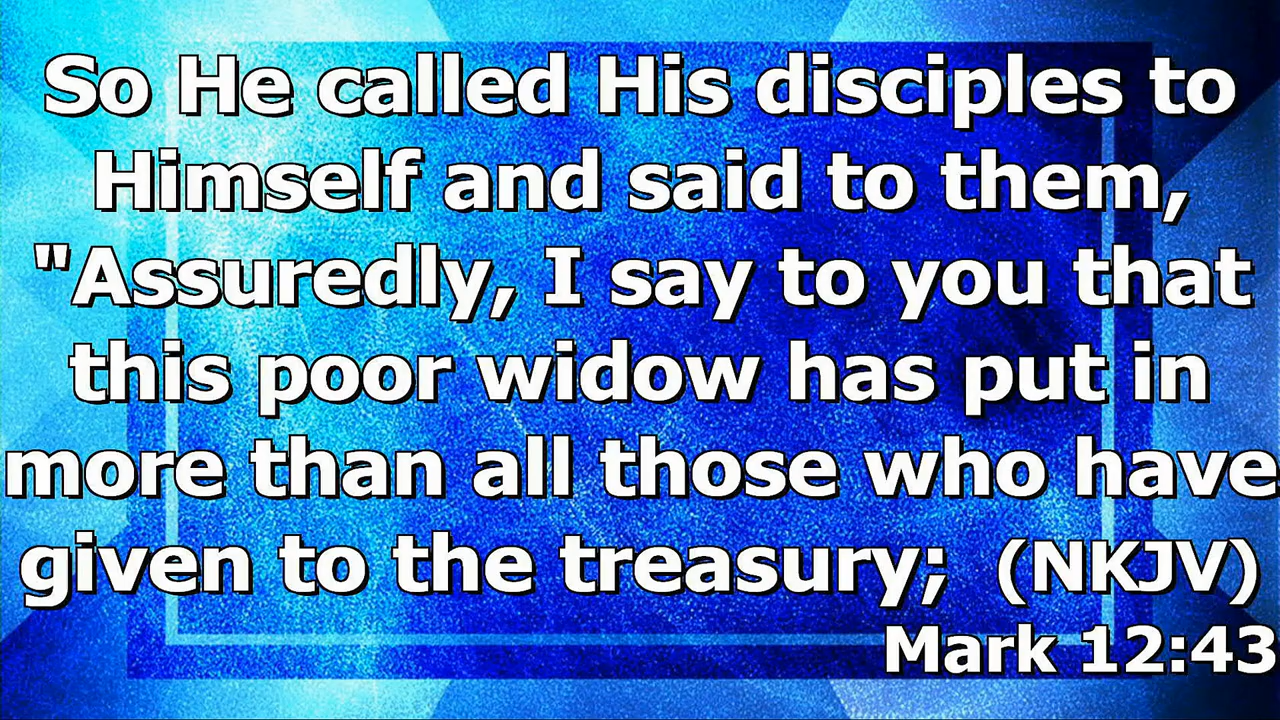 So He called His disciples to
Himself and said to them,
"Assuredly, I say to you that
this poor widow has put in
more than all those who have
given to the treasury;  (NKJV)
Mark 12:43